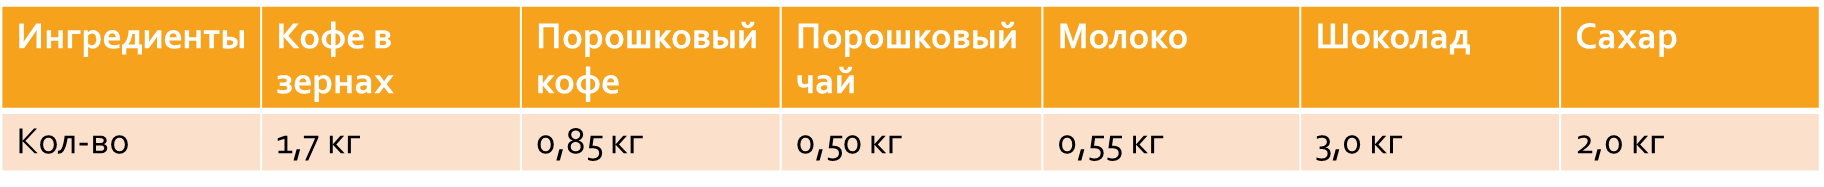 Ингредиенты Кофе в зернах Порошковый кофе Порошковый чай Молоко Шоколад Сахар
Кол-во 1,7 кг 0,85 кг 0,50 кг 0,55 кг 3,0 кг 2,0 кг